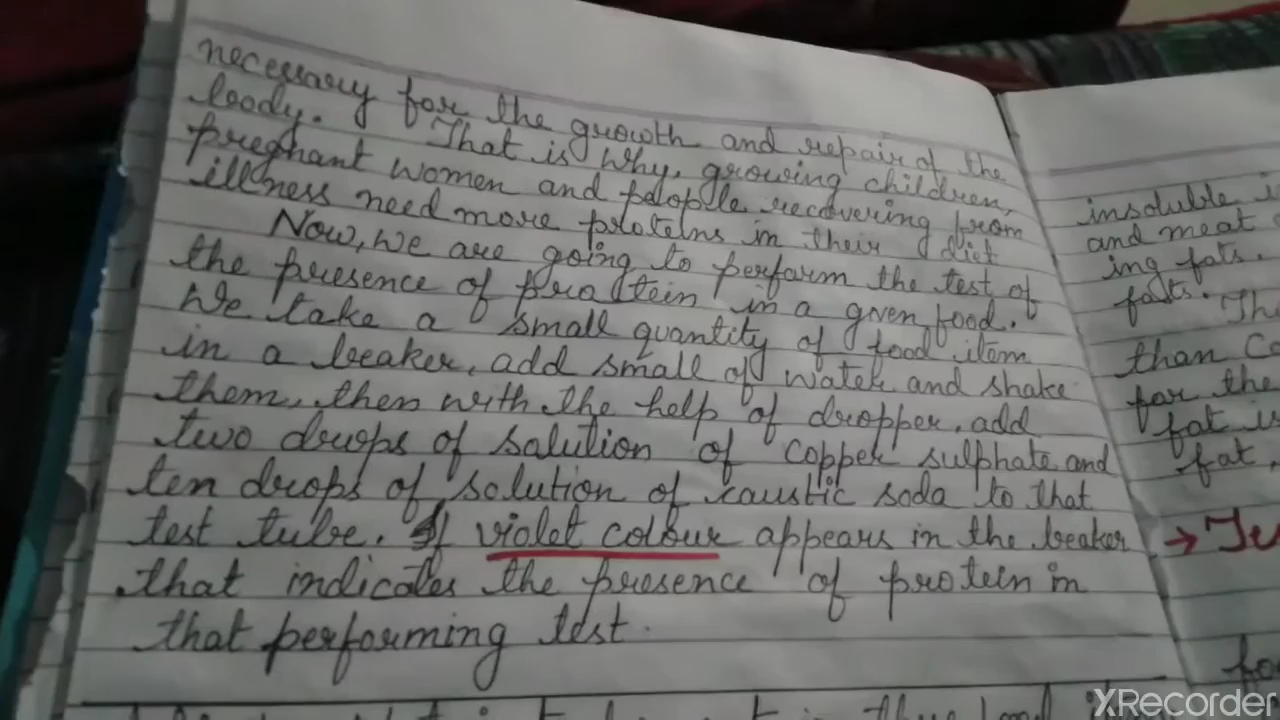 necessary for the growth and repair of the
body. That is why, growing children,
pregnant women and people recovering from
illness need more proteins in their diet
Now, we are going to perform the test of
the presence of protein in a given food.
We take a small quantity of food item
in a beaker, add small of water and shake
them, then with the help of dropper, add
two drops of solution of copper sulphate and
ten drops of solution of caustic soda to that
test tube. If violet colour appears in the beaker
that indicates the presence of protein in
that performing test.
insoluble i
and meat
ing fats.
fats. Th
than C
for the
fat is
fat,
→ Te
fo
XRecorder